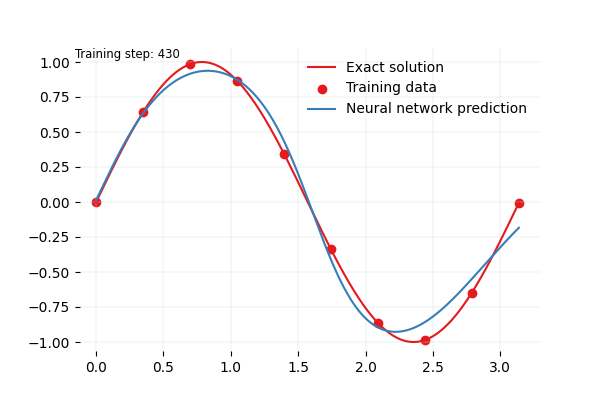 Training step: 430
Exact solution
Training data
Neural network prediction
1.00
0.75
0.50
0.25
0.00
−0.25
−0.50
−0.75
−1.00
0.0 0.5 1.0 1.5 2.0 2.5 3.0